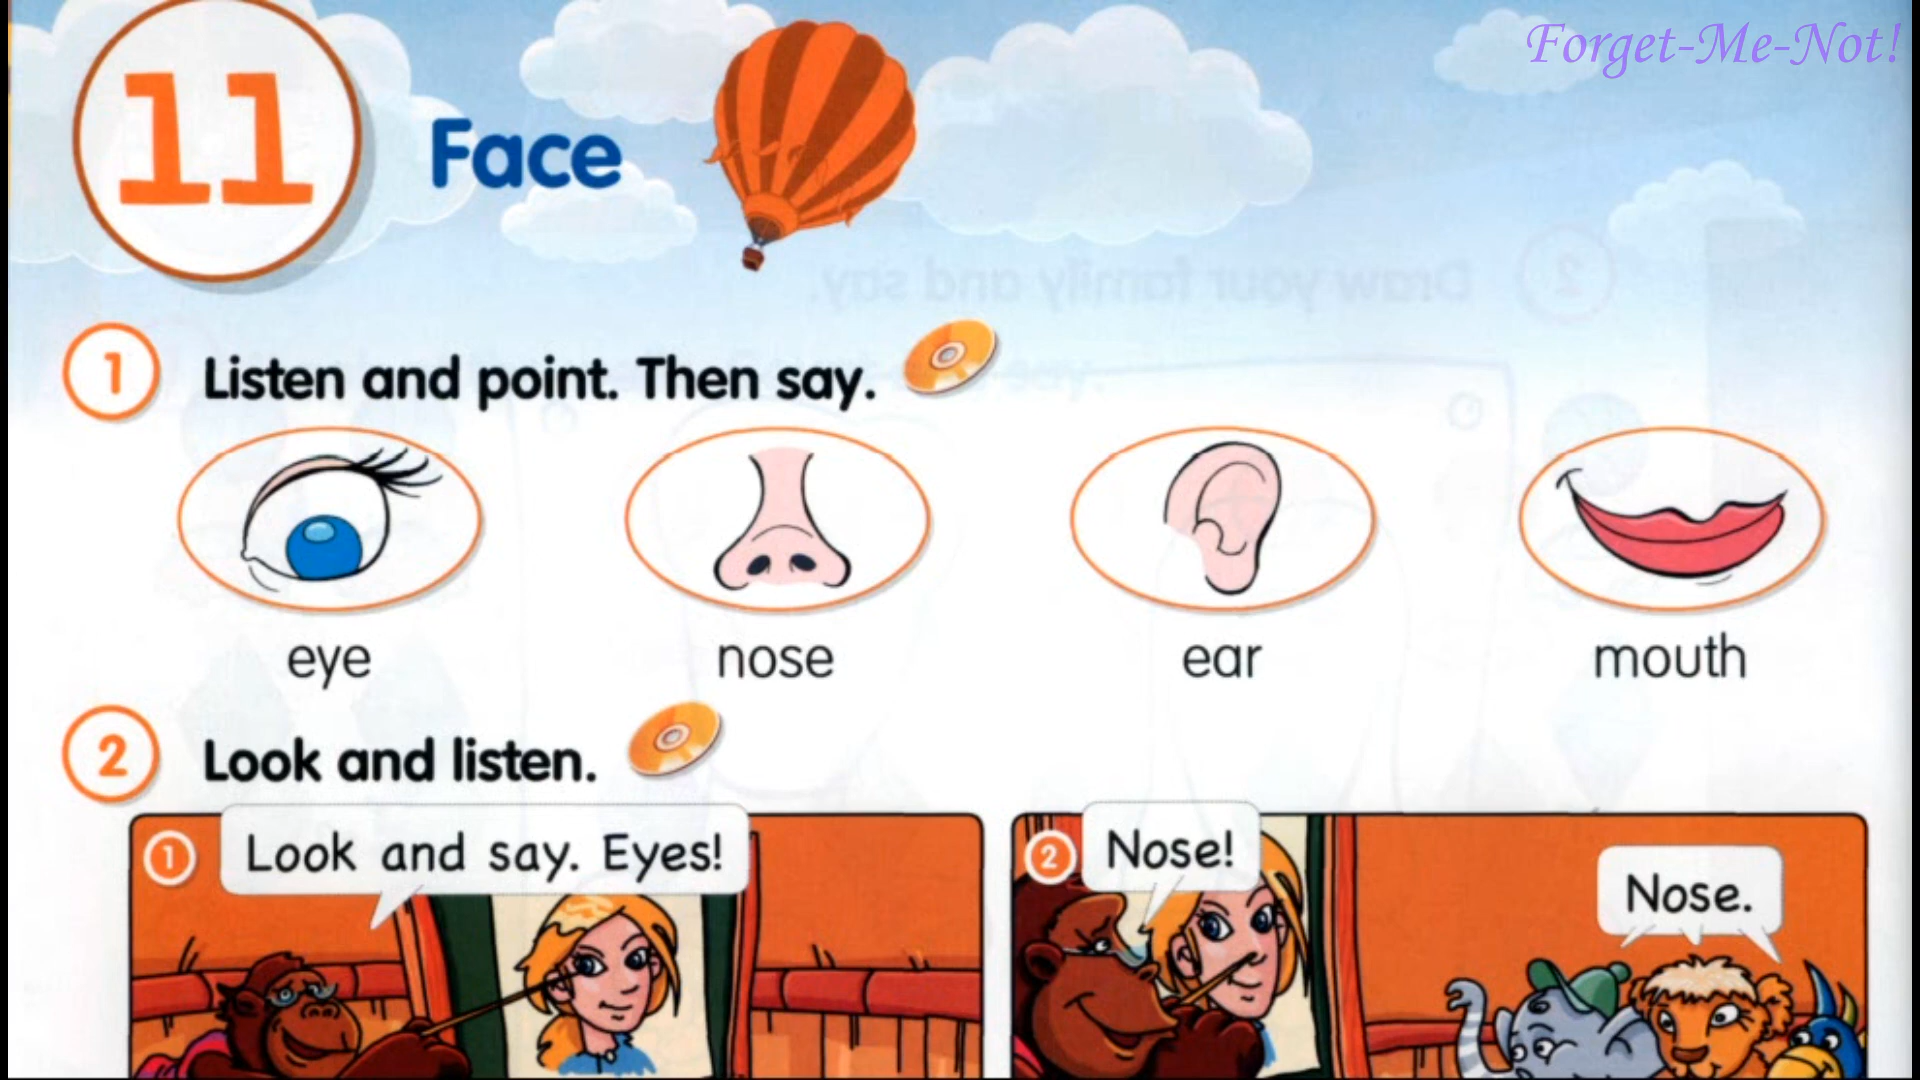 Forget-Me-Not!
11
Face
1 Listen and point. Then say.
eye nose ear mouth
2 Look and listen.
1 Look and say. Eyes!
2 Nose!
Nose.